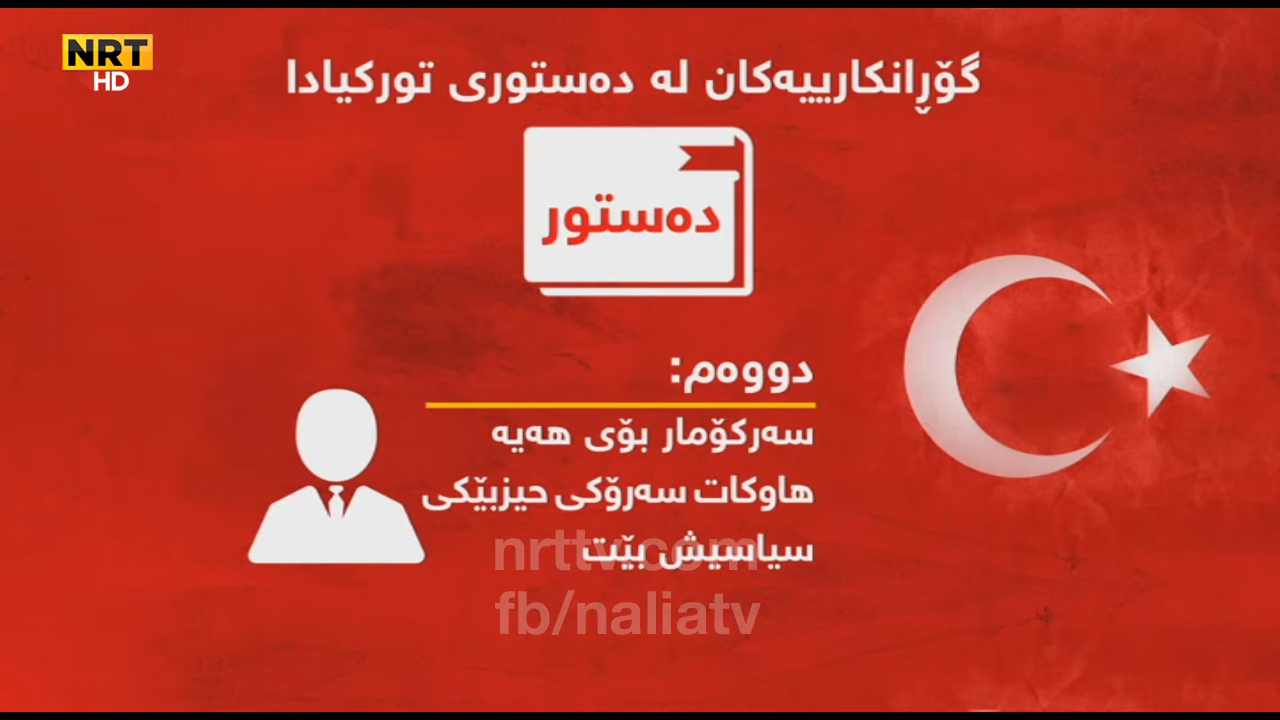 NRT
HD
گۆڕانکارییەکان لە دەستوری تورکیادا
دەستور
دووەم:
سەرکۆمار بۆی هەیە
هاوکات سەرۆکی حیزبێکی
سیاسیش بێت
nrttv.com
fb/naliatv